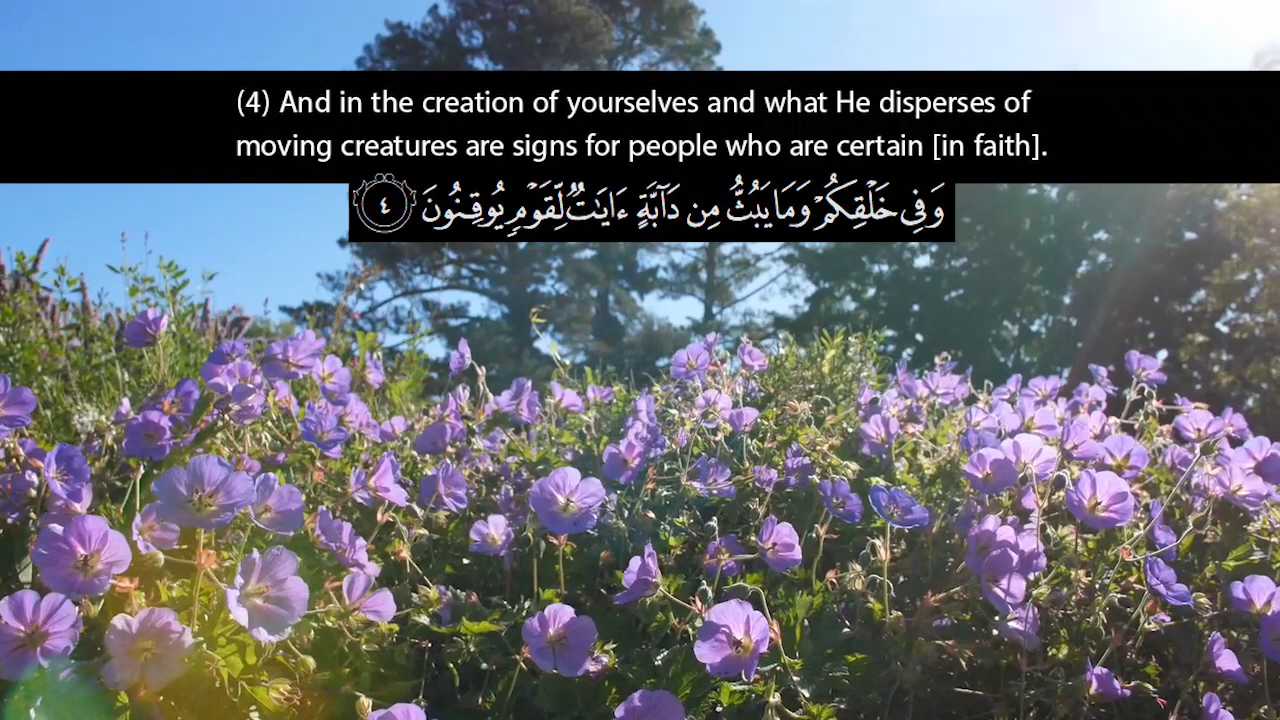 (4) And in the creation of yourselves and what He disperses of
moving creatures are signs for people who are certain [in faith].
وَفِى خَلْقِكُمْ وَمَا يَبُثُّ مِن دَآبَّةٍ ءَايَـٰتٌ لِّقَوْمٍ يُوقِنُونَ ٤